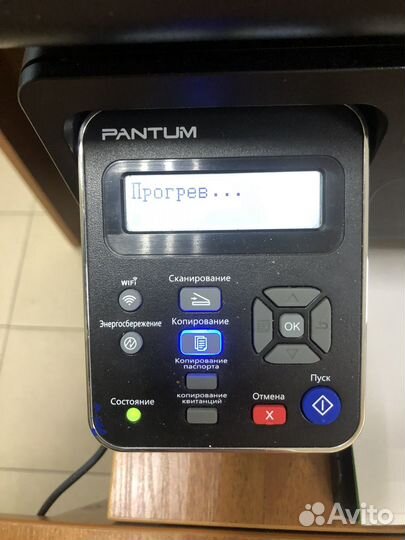 PANTUM
Прогрев...
WiFi
Сканирование
Энергосбережение
Копирование
OK
Копирование
паспорта
Пуск
Состояние
копирование
квитанций
Отмена
X
Avito